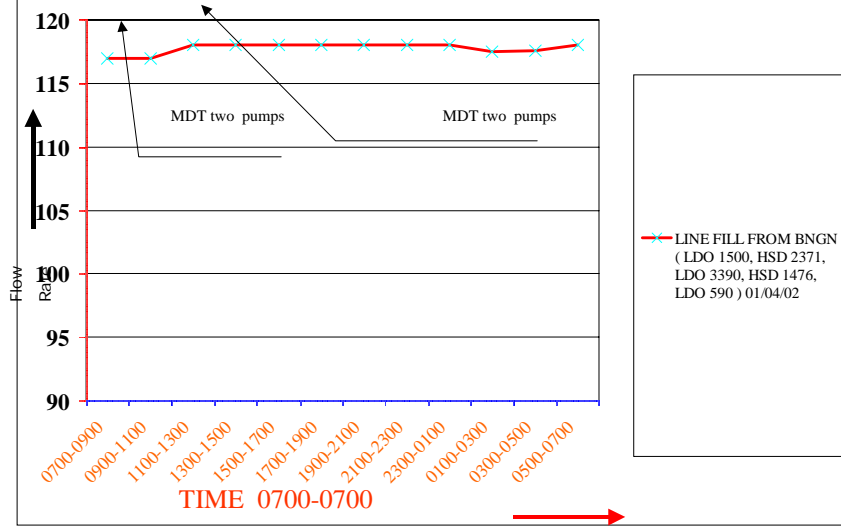 120
115
110
105
100
95
90
Flow
Rate
MDT two pumps
MDT two pumps
0700-0900
0900-1100
1100-1300
1300-1500
1500-1700
1700-1900
1900-2100
2100-2300
2300-0100
0100-0300
0300-0500
0500-0700
TIME 0700-0700
LINE FILL FROM BNGN
( LDO 1500, HSD 2371,
LDO 3390, HSD 1476,
LDO 590 ) 01/04/02